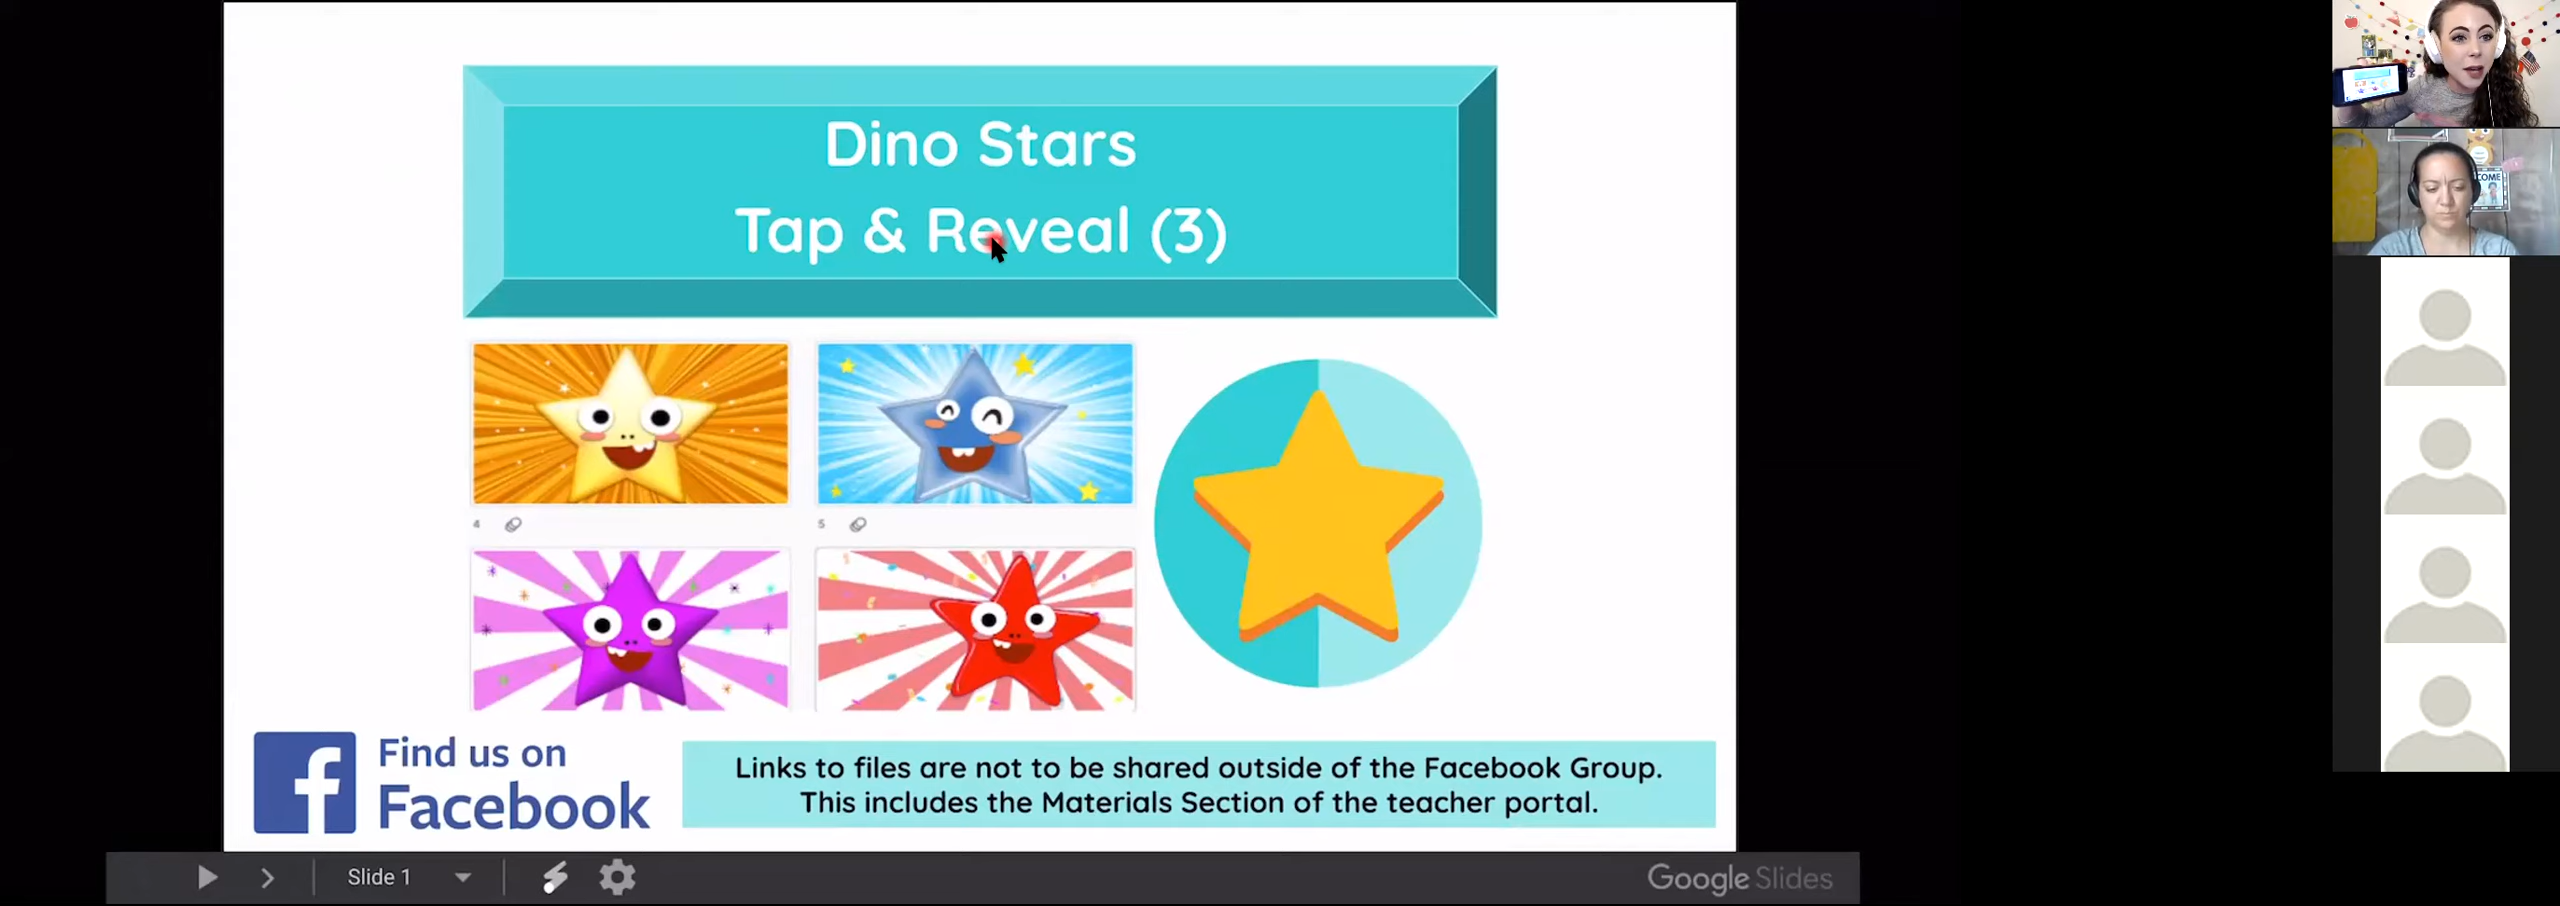 Dino Stars
Tap & Reveal (3)
4
5
Find us on
Facebook
Links to files are not to be shared outside of the Facebook Group.
This includes the Materials Section of the teacher portal.
Slide 1
Google Slides
COME